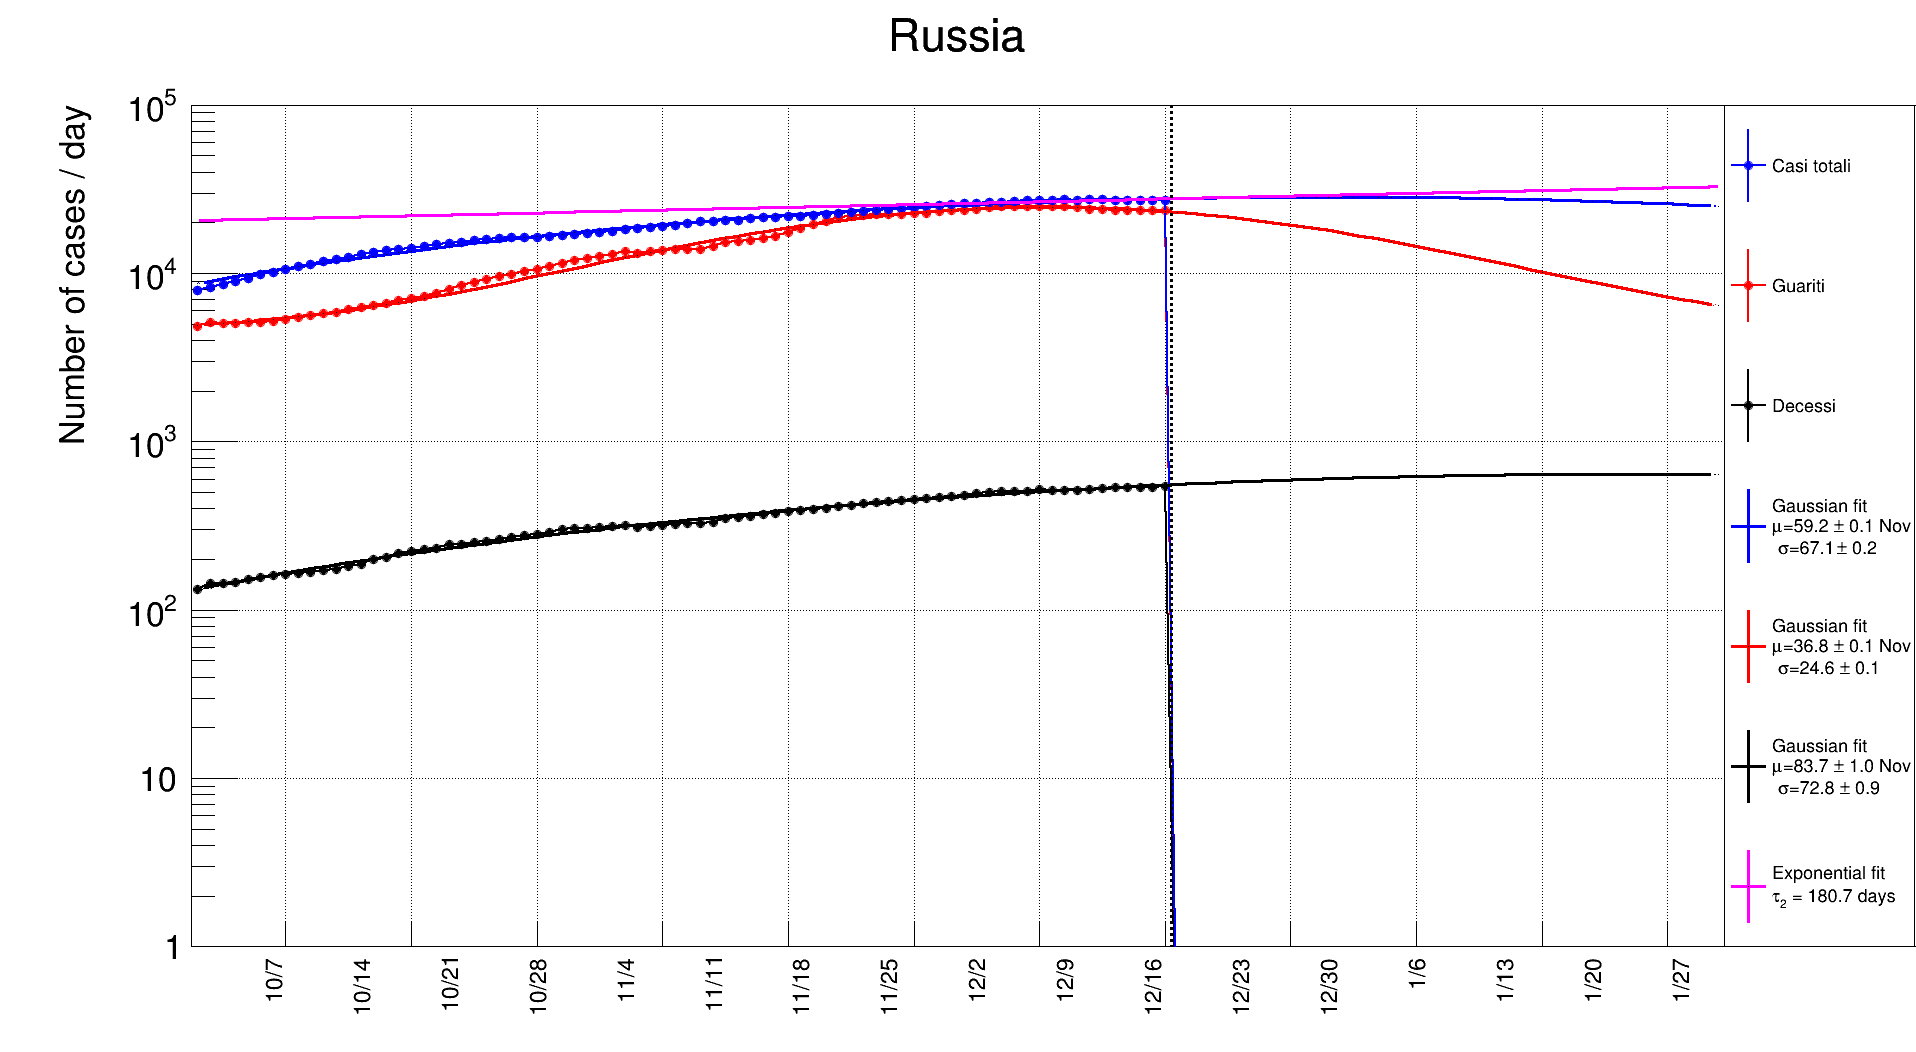 Russia
Number of cases / day
10^5
10^4
10^3
10^2
10
1
10/7
10/14
10/21
10/28
11/4
11/11
11/18
11/25
12/2
12/9
12/16
12/23
12/30
1/6
1/13
1/20
1/27
Casi totali
Guariti
Decessi
Gaussian fit
μ=59.2 ± 0.1 Nov
σ=67.1 ± 0.2
Gaussian fit
μ=36.8 ± 0.1 Nov
σ=24.6 ± 0.1
Gaussian fit
μ=83.7 ± 1.0 Nov
σ=72.8 ± 0.9
Exponential fit
τ₂ = 180.7 days